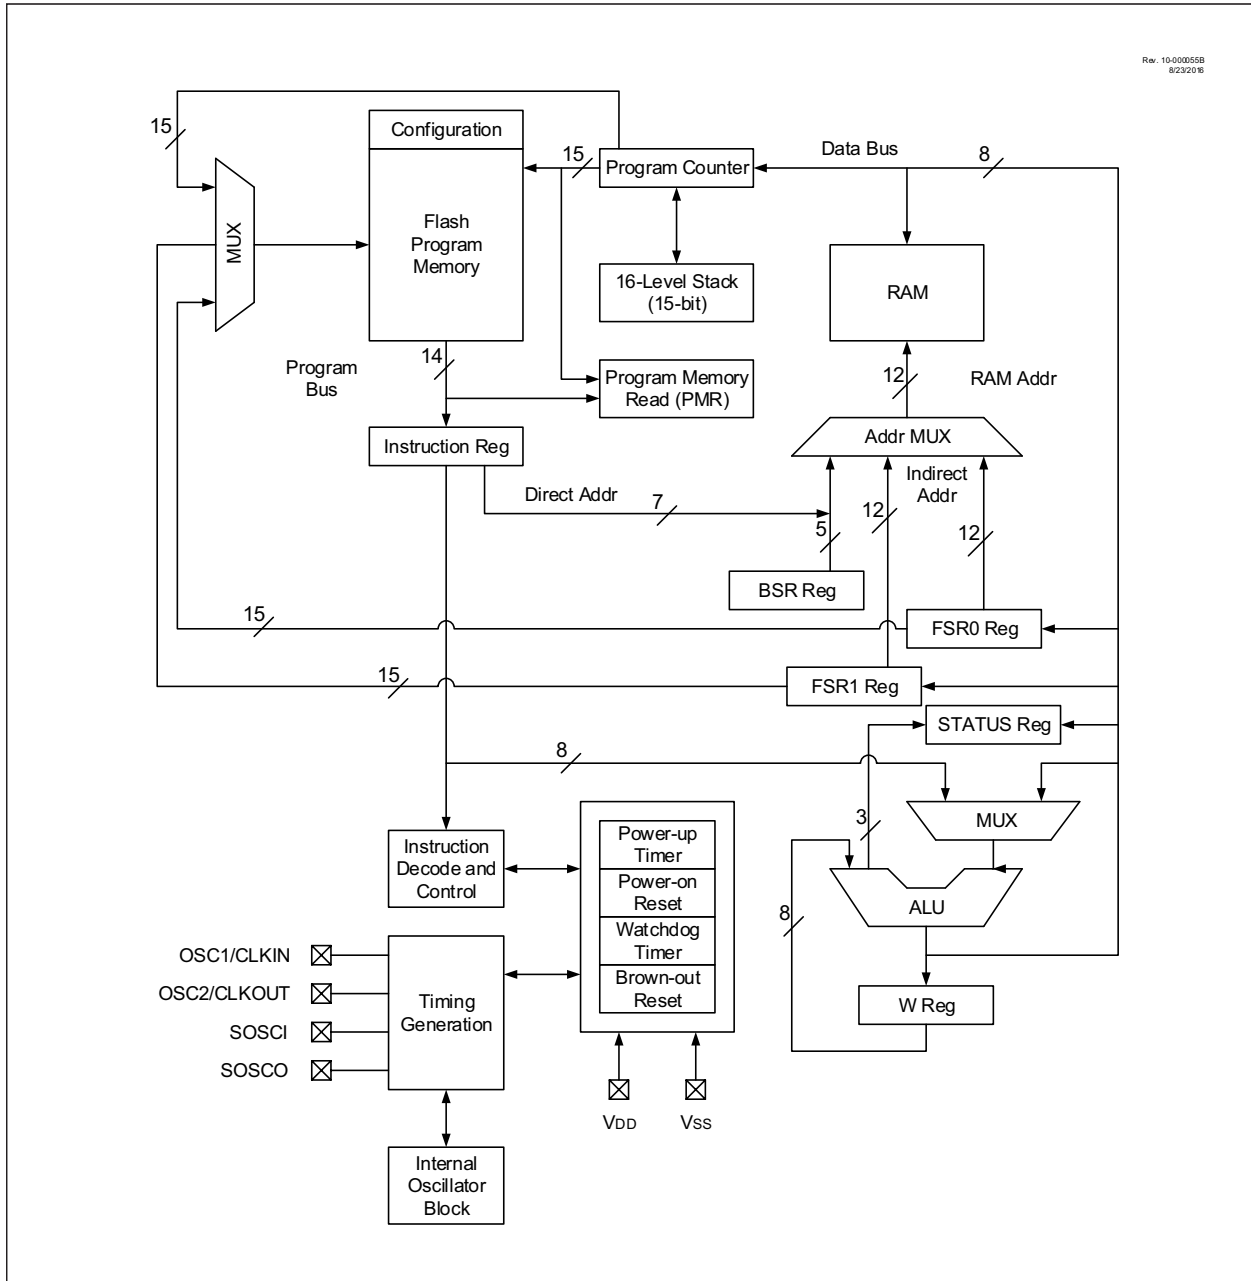 Rev. 10-000055B
8/23/2016
15
Configuration
15
Program Counter
Data Bus
8
MUX
Flash
Program
Memory
16-Level Stack
(15-bit)
RAM
Program
Bus
14
Program Memory
Read (PMR)
12
RAM Addr
Instruction Reg
Addr MUX
Direct Addr
7
Indirect
Addr
5
12
12
BSR Reg
15
FSR0 Reg
15
FSR1 Reg
STATUS Reg
8
3
MUX
Instruction
Decode and
Control
Power-up
Timer
Power-on
Reset
Watchdog
Timer
Brown-out
Reset
8
ALU
W Reg
OSC1/CLKIN
OSC2/CLKOUT
SOSCI
SOSCO
Timing
Generation
VDD
VSS
Internal
Oscillator
Block